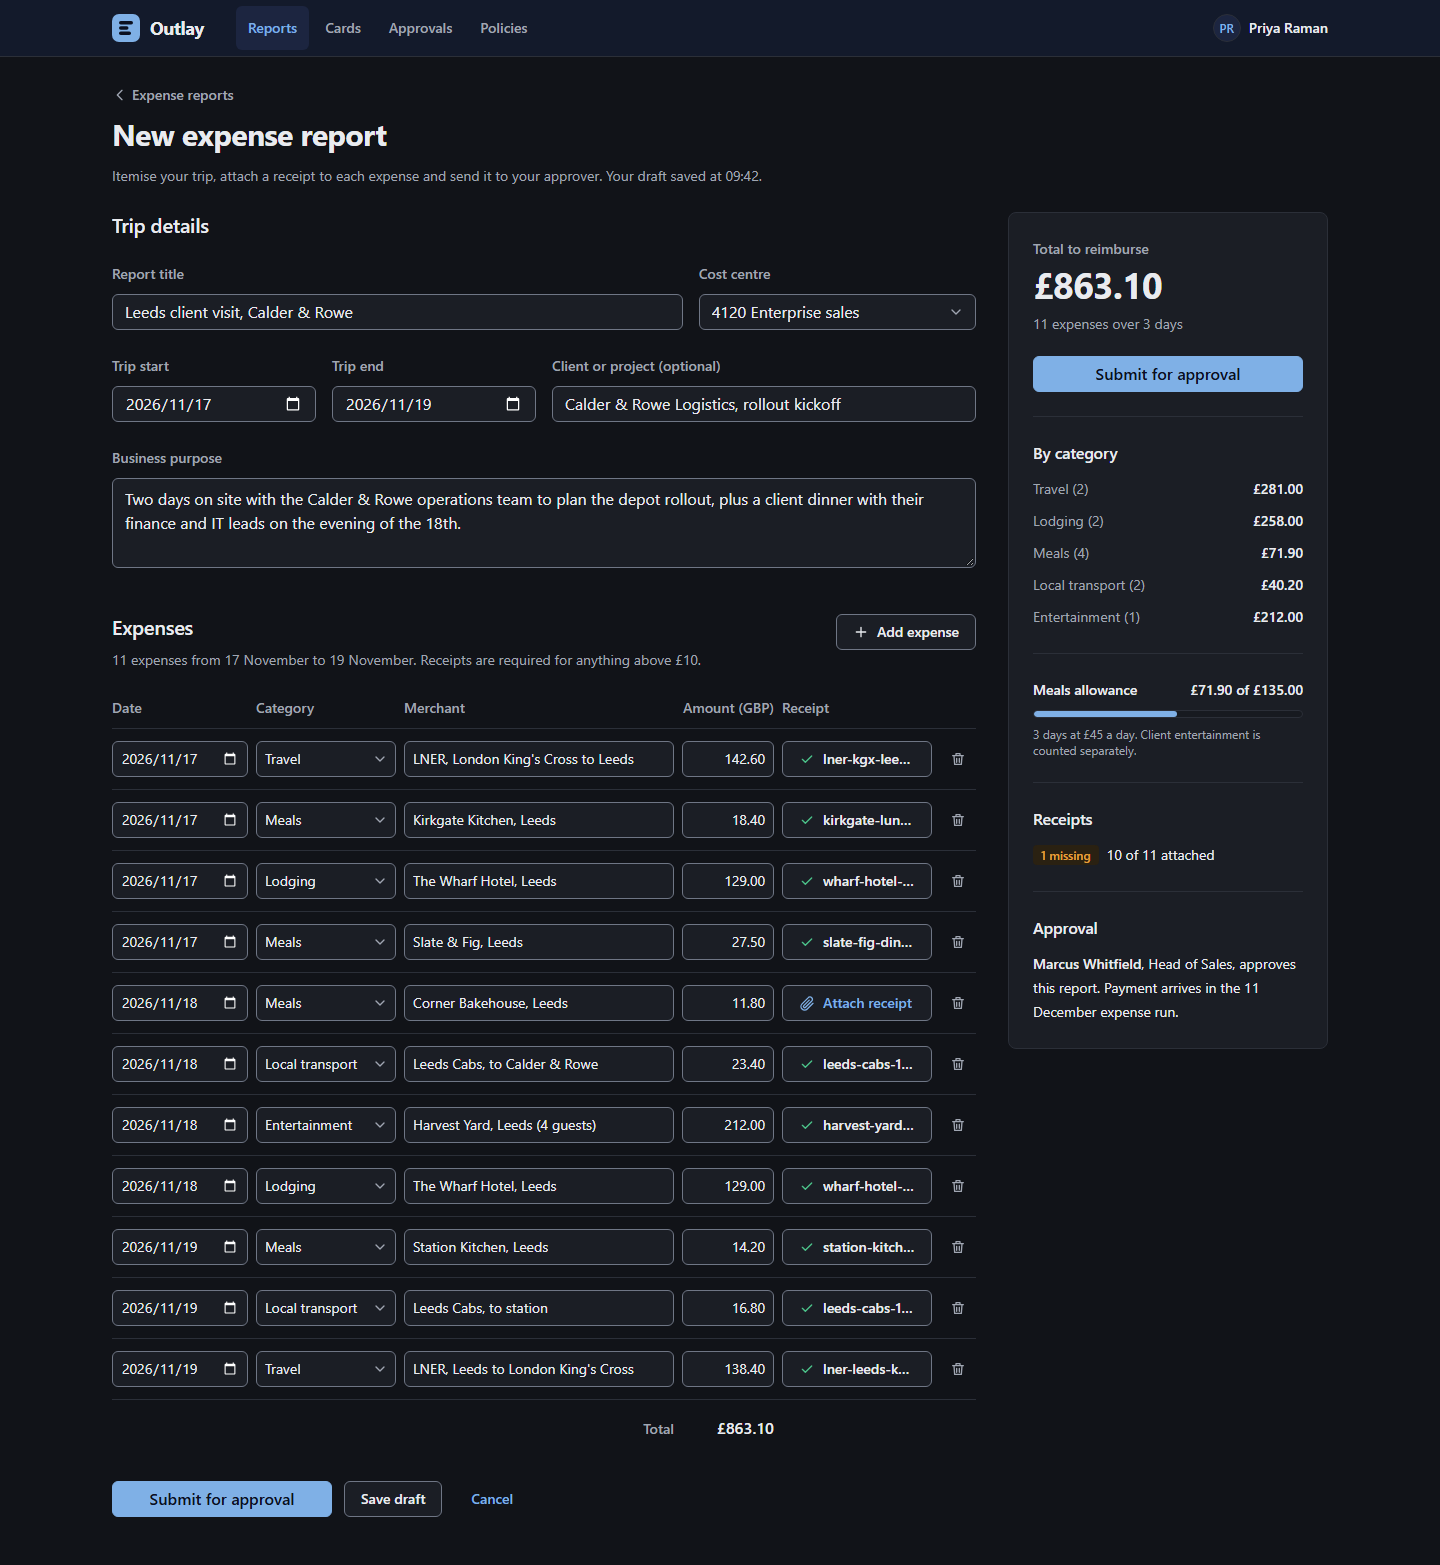 Outlay
Reports
Cards
Approvals
Policies
PR
Priya Raman
Expense reports
New expense report
Itemise your trip, attach a receipt to each expense and send it to your approver. Your draft saved at 09:42.
Trip details
Report title
Cost centre
Leeds client visit, Calder & Rowe
4120 Enterprise sales
Trip start
Trip end
Client or project (optional)
2026/11/17
2026/11/19
Calder & Rowe Logistics, rollout kickoff
Business purpose
Two days on site with the Calder & Rowe operations team to plan the depot rollout, plus a client dinner with their
finance and IT leads on the evening of the 18th.
Expenses
11 expenses from 17 November to 19 November. Receipts are required for anything above £10.
Add expense
Date Category Merchant Amount (GBP) Receipt
2026/11/17 Travel LNER, London King's Cross to Leeds 142.60 lner-kgx-lee...
2026/11/17 Meals Kirkgate Kitchen, Leeds 18.40 kirkgate-lun...
2026/11/17 Lodging The Wharf Hotel, Leeds 129.00 wharf-hotel-...
2026/11/17 Meals Slate & Fig, Leeds 27.50 slate-fig-din...
2026/11/18 Meals Corner Bakehouse, Leeds 11.80 Attach receipt
2026/11/18 Local transport Leeds Cabs, to Calder & Rowe 23.40 leeds-cabs-1...
2026/11/18 Entertainment Harvest Yard, Leeds (4 guests) 212.00 harvest-yard...
2026/11/18 Lodging The Wharf Hotel, Leeds 129.00 wharf-hotel-...
2026/11/19 Meals Station Kitchen, Leeds 14.20 station-kitch...
2026/11/19 Local transport Leeds Cabs, to station 16.80 leeds-cabs-1...
2026/11/19 Travel LNER, Leeds to London King's Cross 138.40 lner-leeds-k...
Total £863.10
Submit for approval
Save draft
Cancel
Total to reimburse
£863.10
11 expenses over 3 days
Submit for approval
By category
Travel (2) £281.00
Lodging (2) £258.00
Meals (4) £71.90
Local transport (2) £40.20
Entertainment (1) £212.00
Meals allowance £71.90 of £135.00
3 days at £45 a day. Client entertainment is
counted separately.
Receipts
1 missing 10 of 11 attached
Approval
Marcus Whitfield, Head of Sales, approves
this report. Payment arrives in the 11
December expense run.